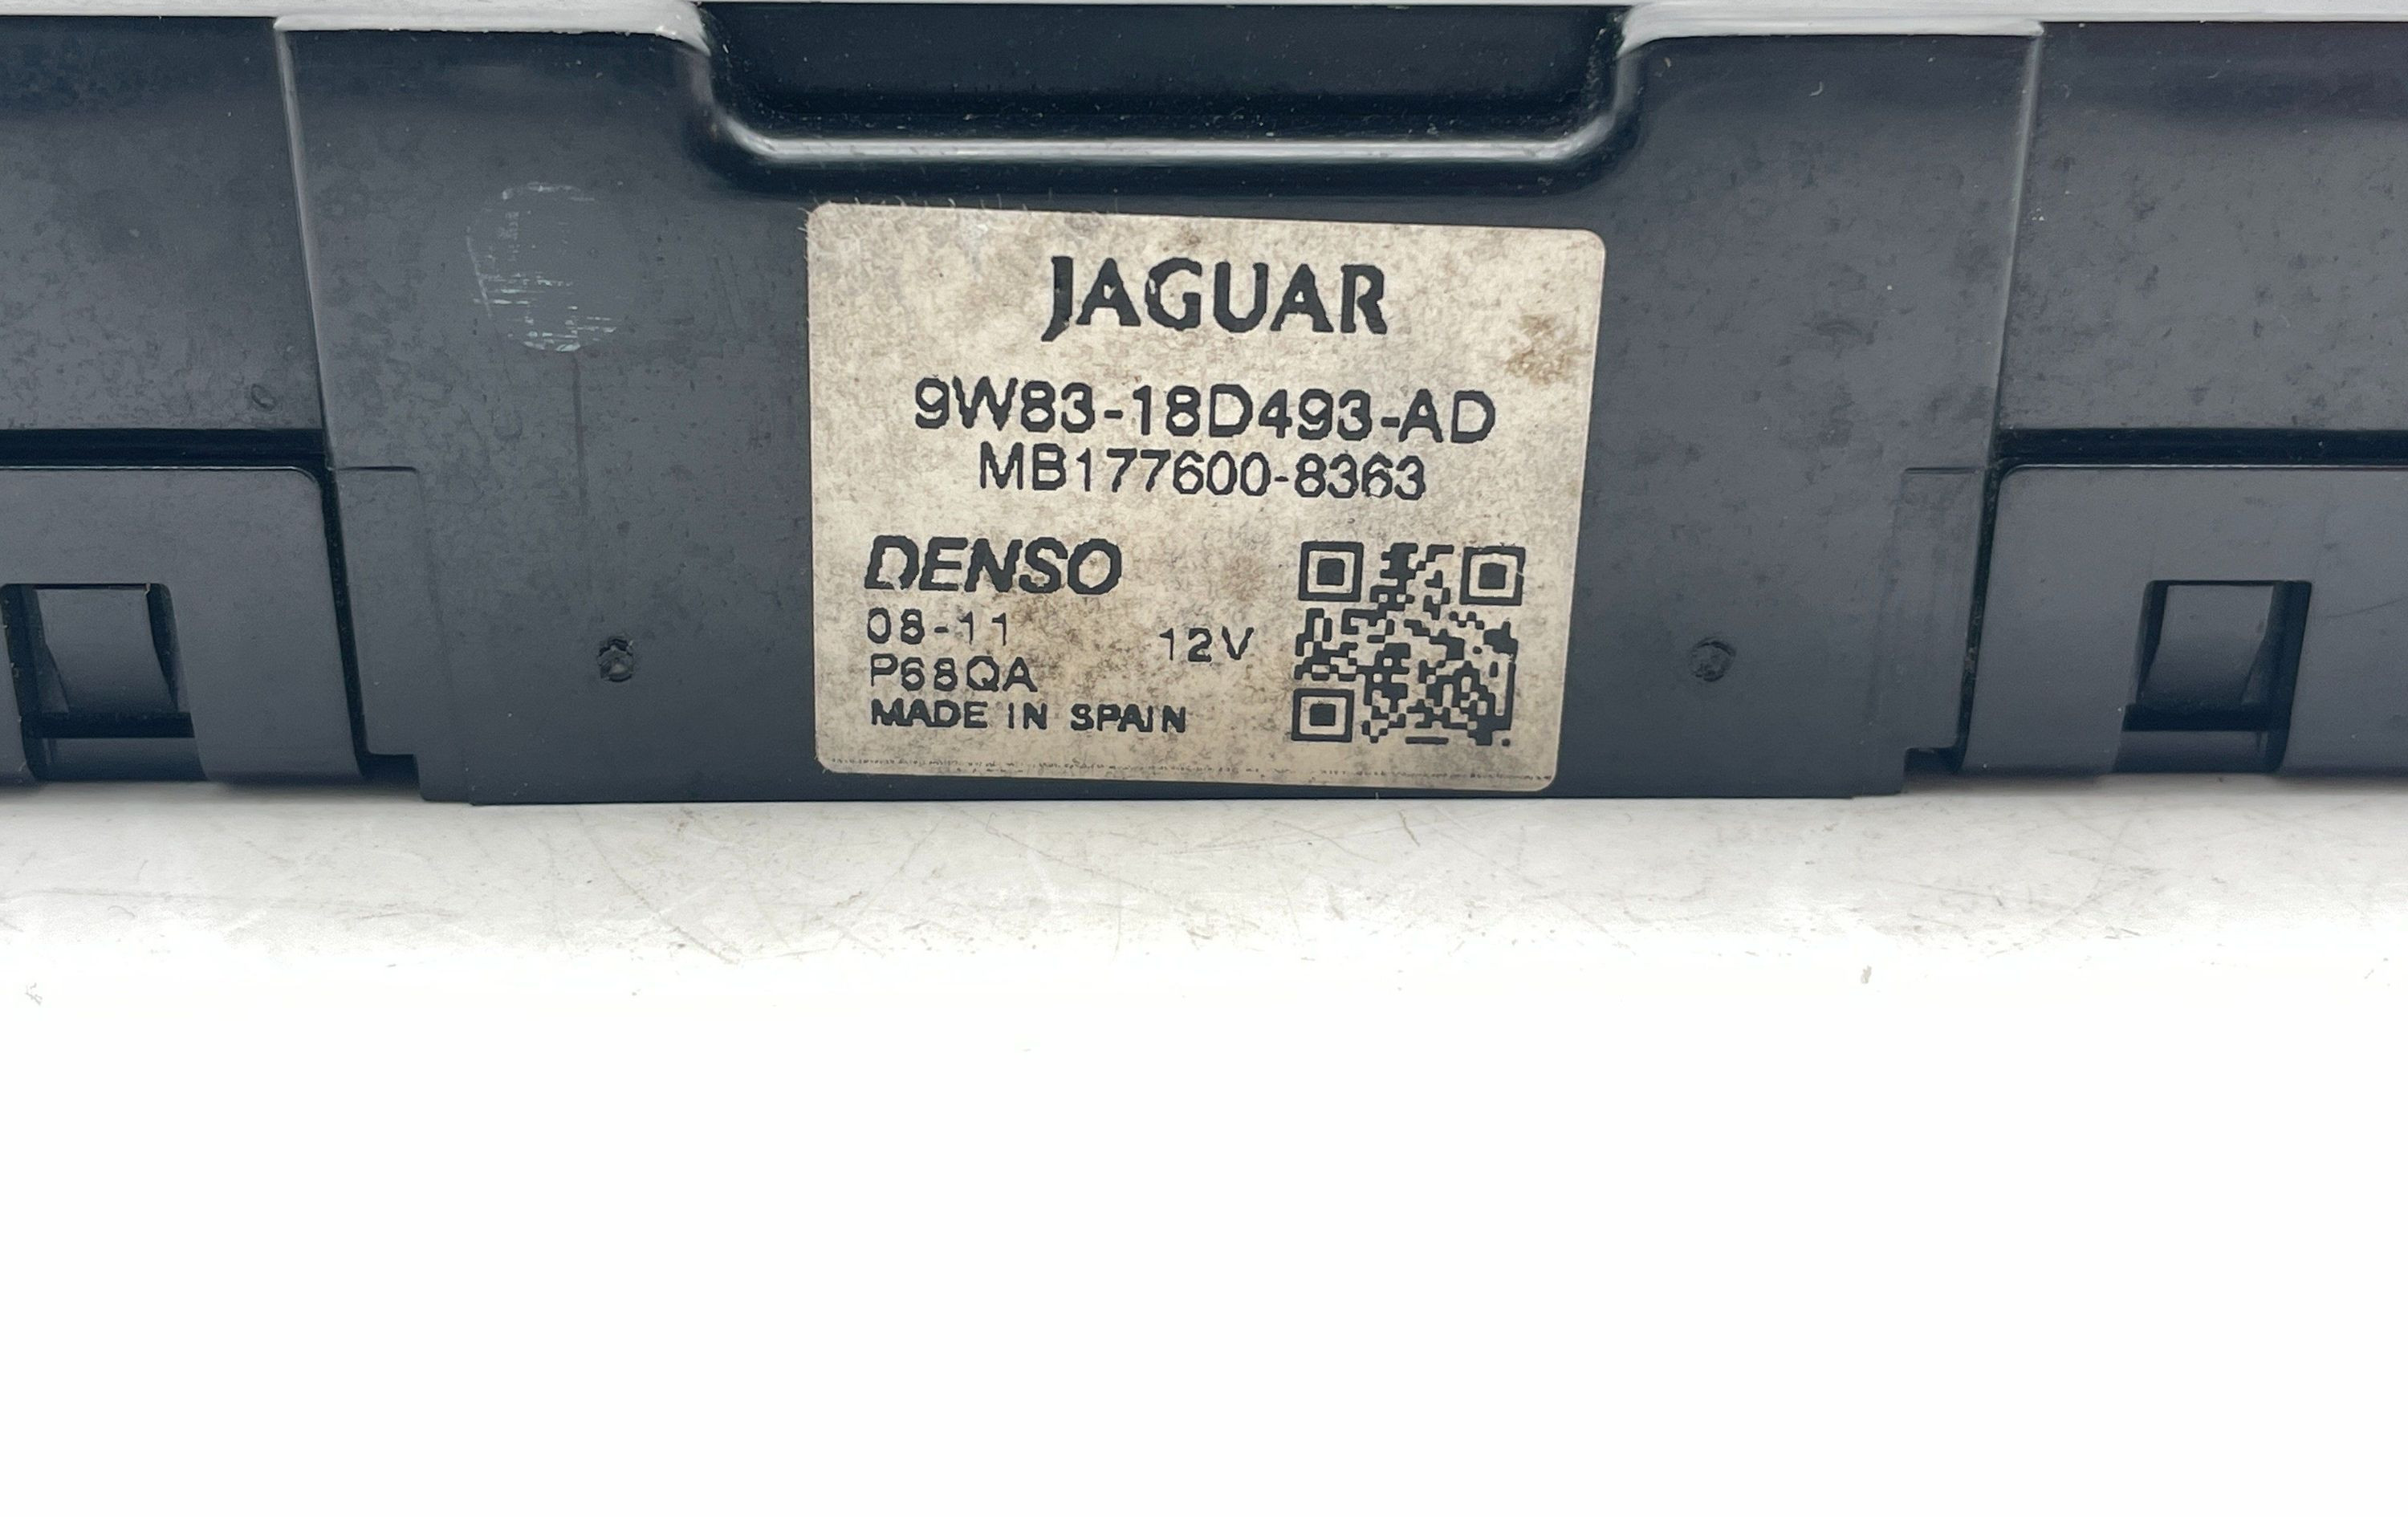 JAGUAR
9W83-18D493-AD
MB177600-8363
DENSO
08-11
12V
P68QA
MADE IN SPAIN